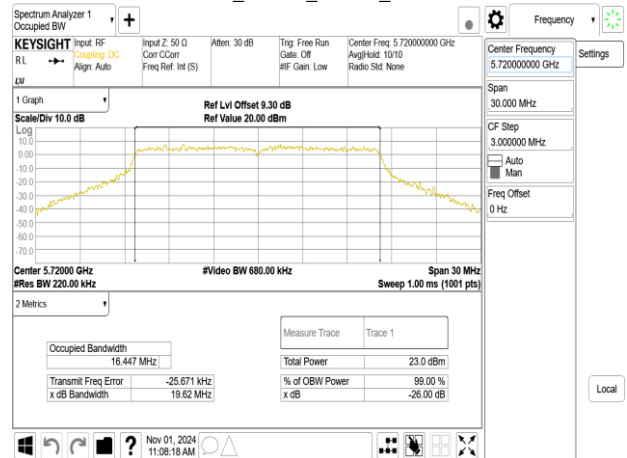 Spectrum Analyzer 1
Occupied BW
Frequency
KEYSIGHT
RL
LXI
Input: RF
Coupling: DC
Align: Auto
Input Z: 50 Ω
Corr CCorr
Freq Ref: Int (S)
Atten: 30 dB
Trig: Free Run
Gate: Off
#IF Gain: Low
Center Freq: 5.720000000 GHz
Avg|Hold: 10/10
Radio Std: None
Center Frequency
5.720000000 GHz
Settings
Span
30.000 MHz
CF Step
3.000000 MHz
Auto
Man
Freq Offset
0 Hz
Local
1 Graph
Scale/Div 10.0 dB
Ref Lvl Offset 9.30 dB
Ref Value 20.00 dBm
Log
10.0
0.00
-10.0
-20.0
-30.0
-40.0
-50.0
-60.0
-70.0
Center 5.72000 GHz
#Video BW 680.00 kHz
Span 30 MHz
#Res BW 220.00 kHz
Sweep 1.00 ms (1001 pts)
2 Metrics
Measure Trace Trace 1
Occupied Bandwidth
16.447 MHz
Total Power 23.0 dBm
Transmit Freq Error -25.671 kHz
% of OBW Power 99.00 %
x dB Bandwidth 19.62 MHz
x dB -26.00 dB
?
Nov 01, 2024
11:08:18 AM